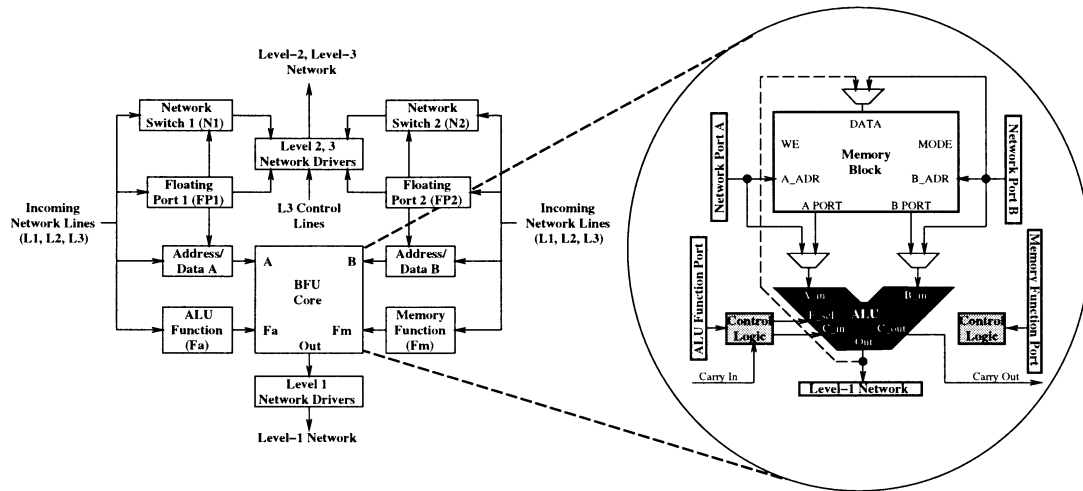 Level-2, Level-3
Network
Network
Switch 1 (N1)
Network
Switch 2 (N2)
Level 2, 3
Network Drivers
Floating
Port 1 (FP1)
Floating
Port 2 (FP2)
L3 Control
Lines
Incoming
Network Lines
(L1, L2, L3)
Incoming
Network Lines
(L1, L2, L3)
Address/
Data A
A
B
Address/
Data B
BFU
Core
ALU
Function
(Fa)
Fa
Fm
Memory
Function
(Fm)
Out
Level 1
Network Drivers
Level-1 Network
DATA
WE
MODE
Memory
Block
A_ADR
B_ADR
A PORT
B PORT
Network Port A
Network Port B
ALU Function Port
Memory Function Port
A_in
B_in
ALU
C_in
C_out
Out
Control
Logic
Control
Logic
Carry In
Carry Out
Level-1 Network